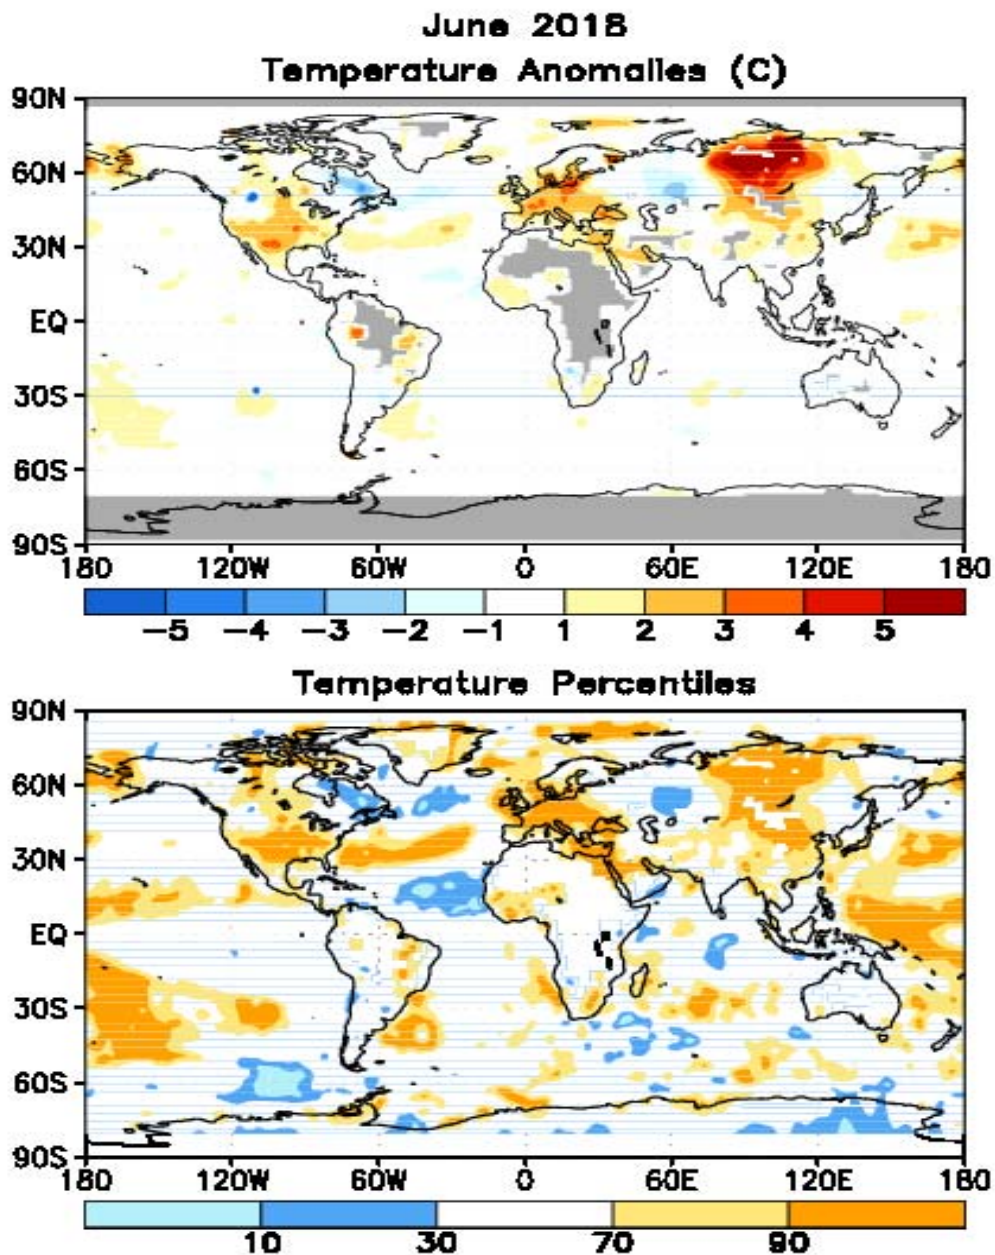 June 2018
Temperature Anomalies (C)
90N
60N
30N
EQ
30S
60S
90S
180 120W 60W 0 60E 120E 180
-5 -4 -3 -2 -1 1 2 3 4 5
Temperature Percentiles
90N
60N
30N
EQ
30S
60S
90S
180 120W 60W 0 60E 120E 180
10 30 70 90